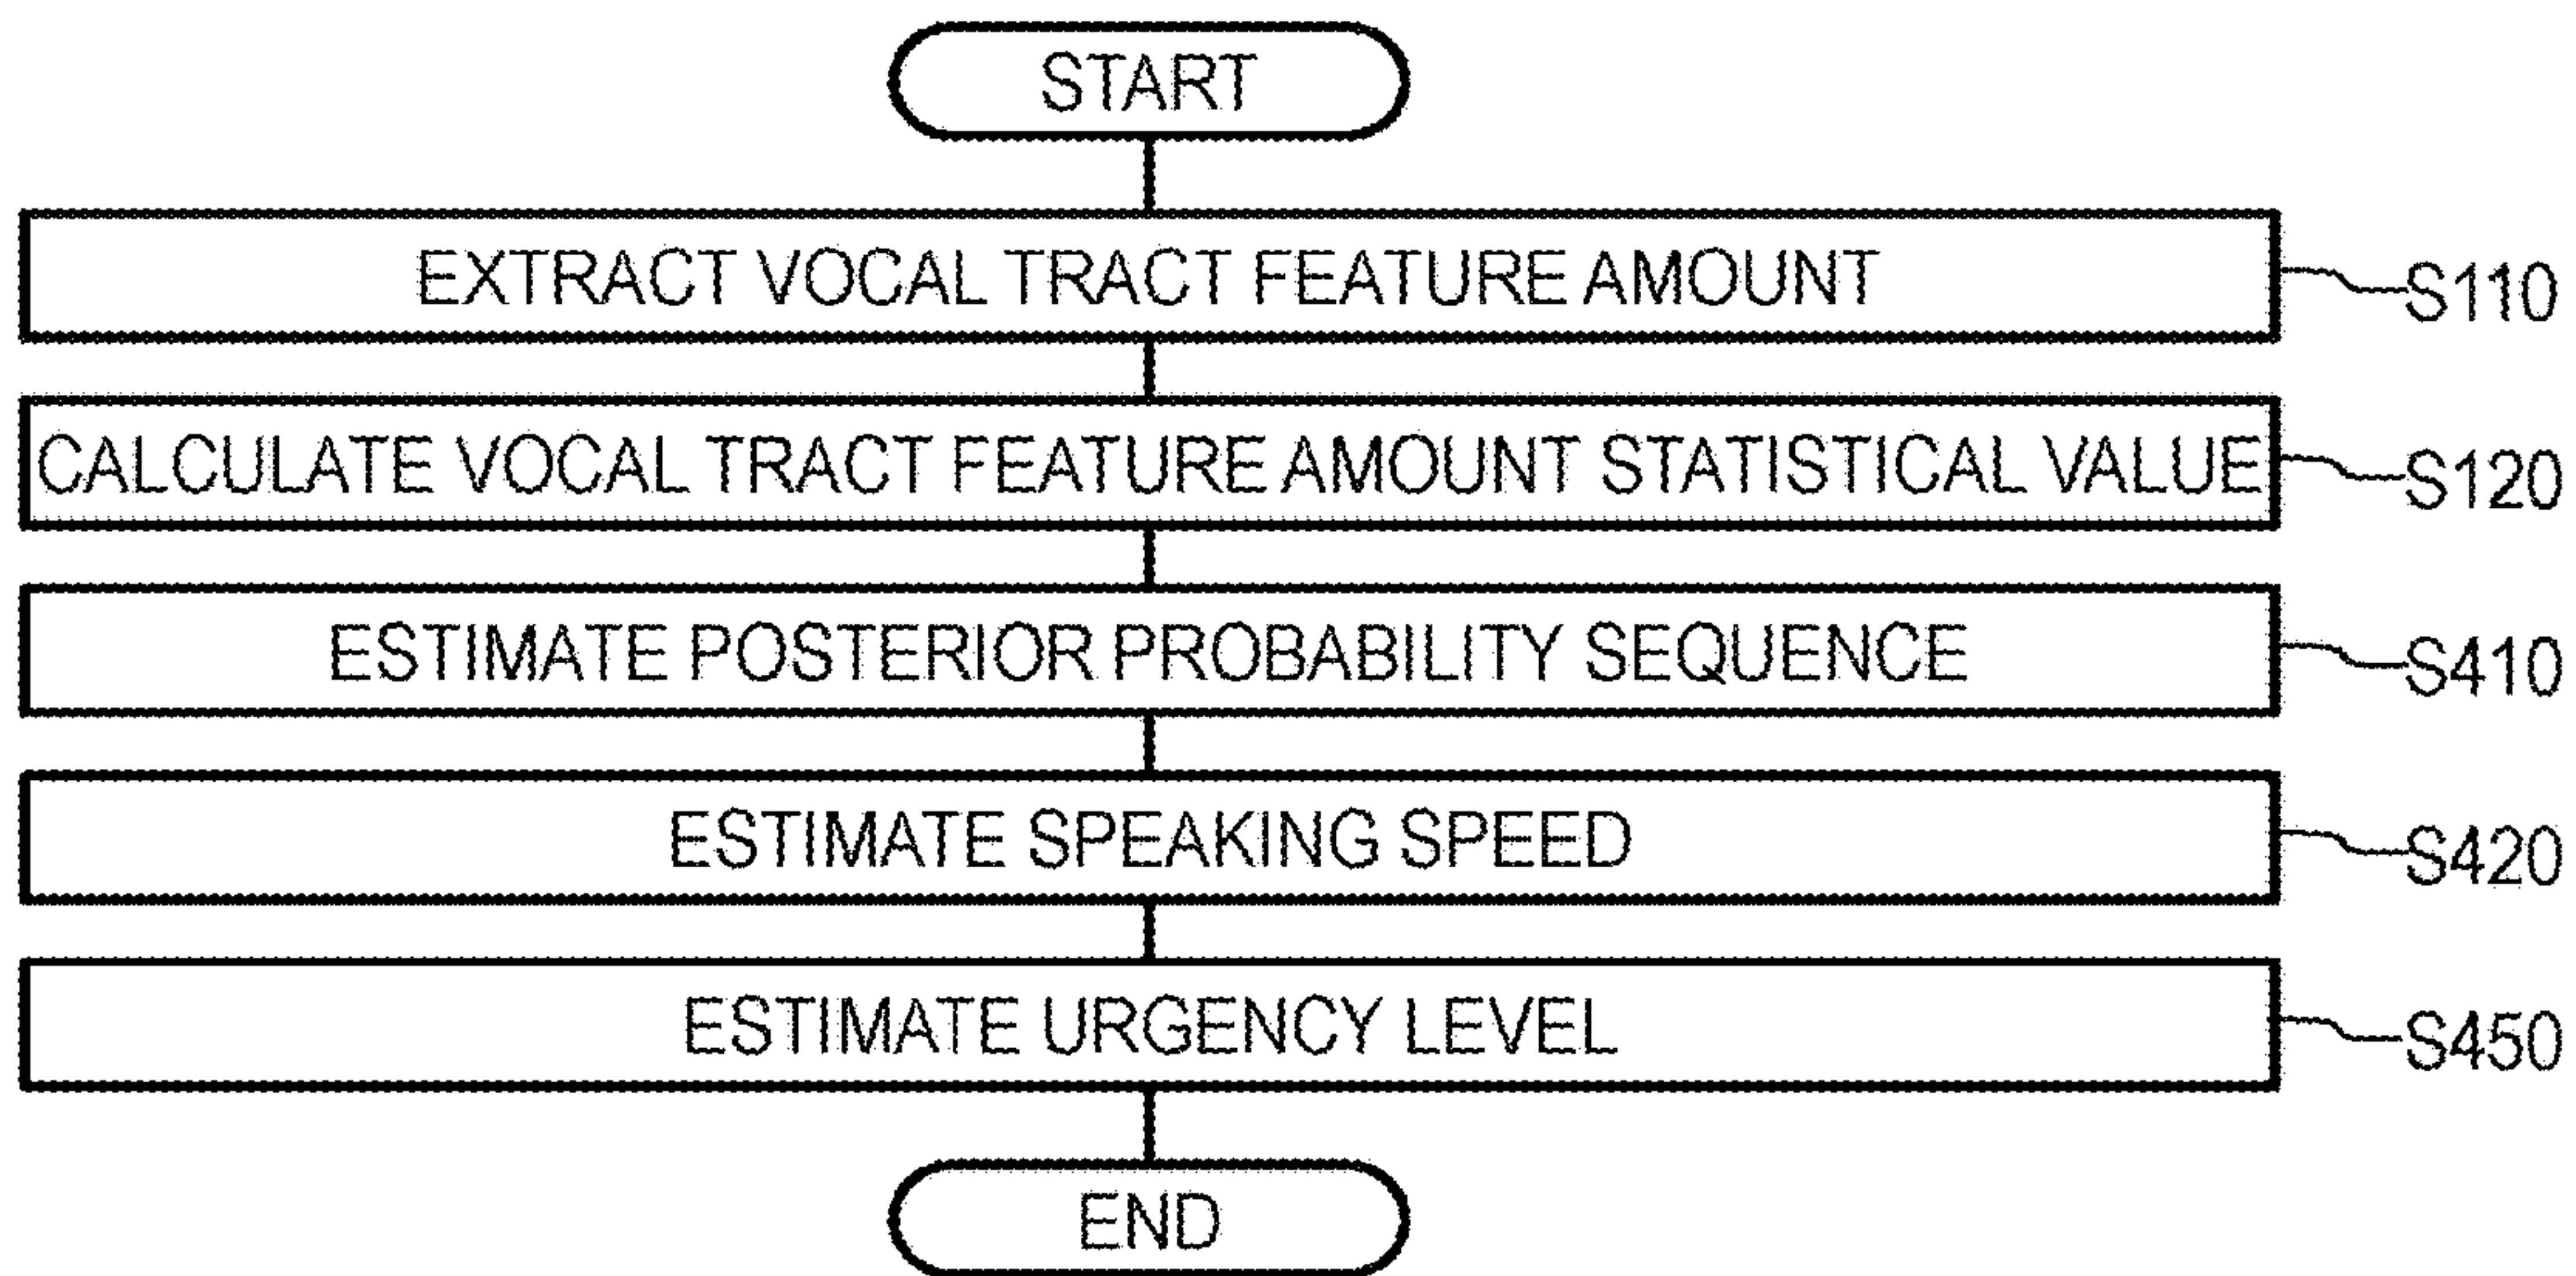 START
EXTRACT VOCAL TRACT FEATURE AMOUNT
S110
CALCULATE VOCAL TRACT FEATURE AMOUNT STATISTICAL VALUE
S120
ESTIMATE POSTERIOR PROBABILITY SEQUENCE
S410
ESTIMATE SPEAKING SPEED
S420
ESTIMATE URGENCY LEVEL
S450
END